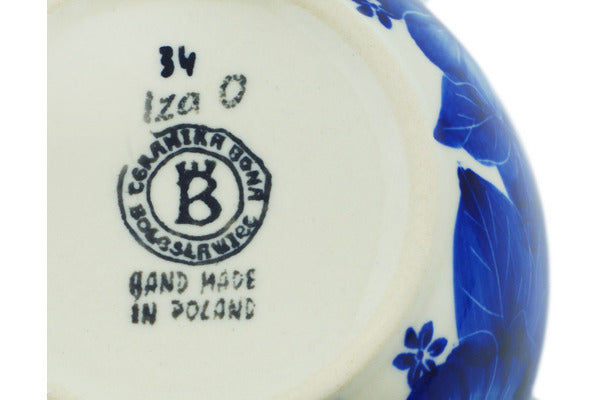 34
Iza O
CERAMIKA BONA
B
BOLESŁAWIEC
HAND MADE
IN POLAND